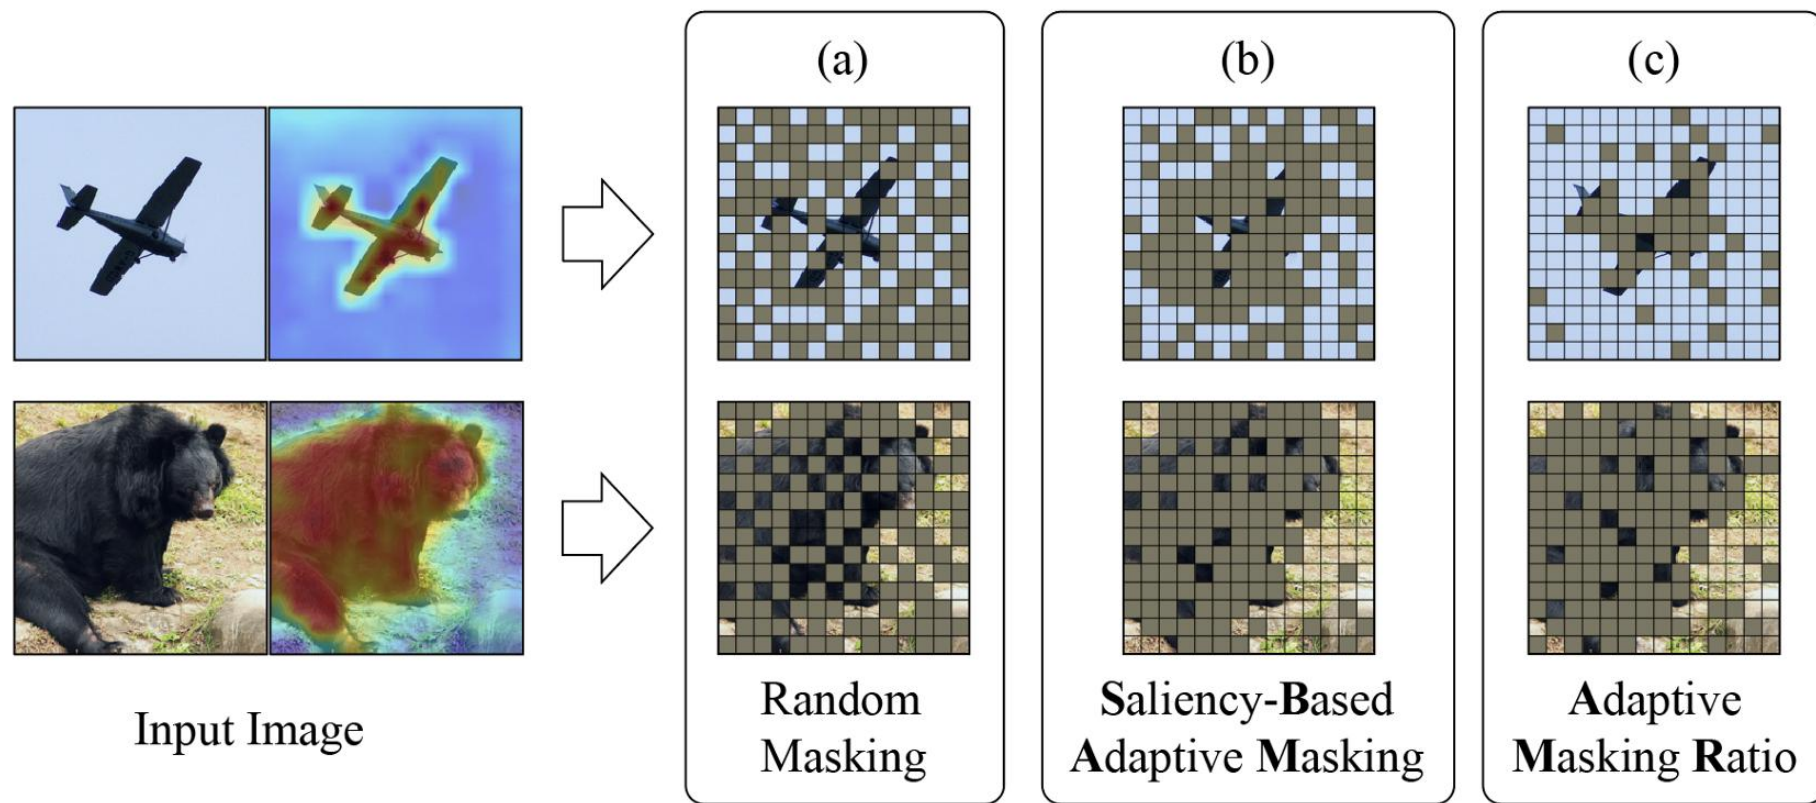 (a)
(b)
(c)
Input Image
Random
Masking
Saliency-Based
Adaptive Masking
Adaptive
Masking Ratio